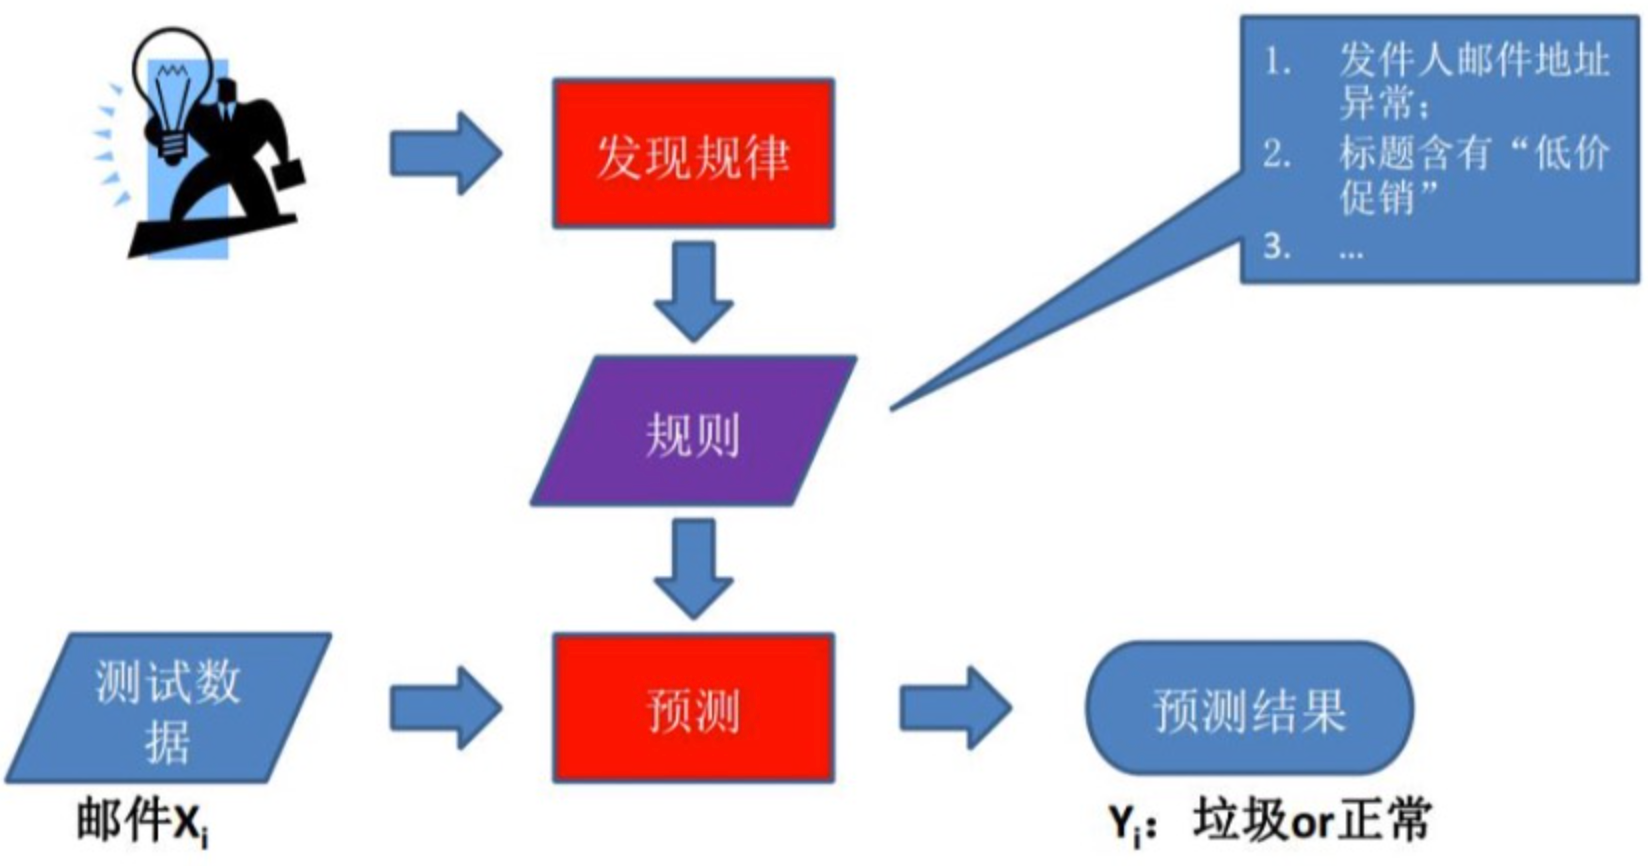 发现规律
1. 发件人邮件地址
异常；
2. 标题含有“低价
促销”
3. ...
规则
测试数
据
预测
预测结果
邮件Xi
Yi：垃圾or正常